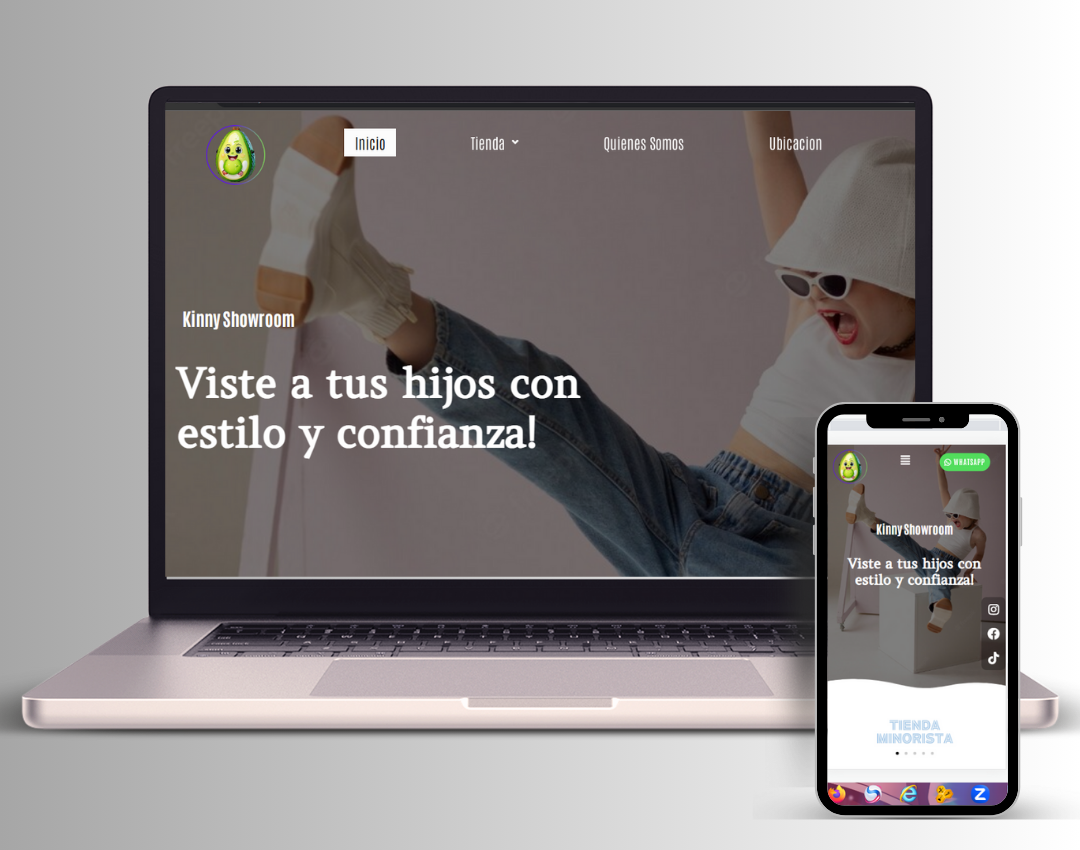 Inicio
Tienda
Quienes Somos
Ubicacion
Kinny Showroom
Viste a tus hijos con
estilo y confianza!
WHATSAPP
Kinny Showroom
Viste a tus hijos con
estilo y confianza!
TIENDA
MINORISTA